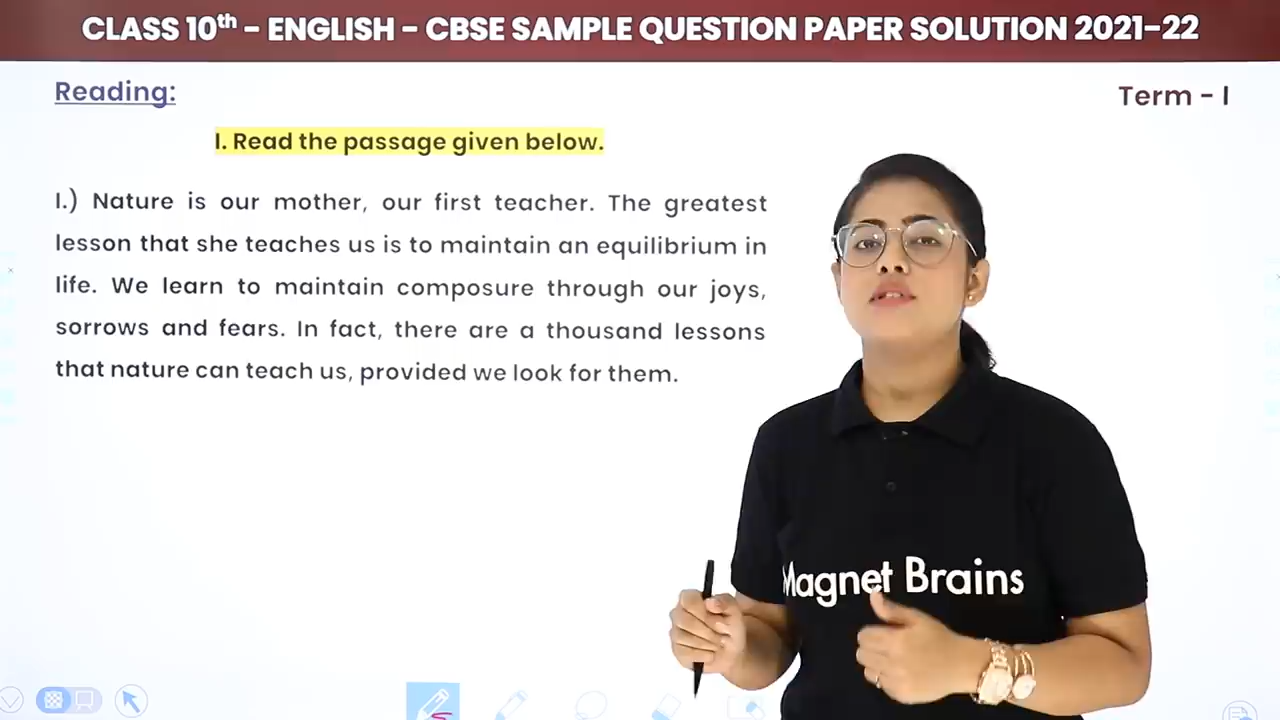 CLASS 10th - ENGLISH - CBSE SAMPLE QUESTION PAPER SOLUTION 2021-22
Reading:
Term - I
I. Read the passage given below.
I.) Nature is our mother, our first teacher. The greatest
lesson that she teaches us is to maintain an equilibrium in
life. We learn to maintain composure through our joys,
sorrows and fears. In fact, there are a thousand lessons
that nature can teach us, provided we look for them.
Magnet Brains